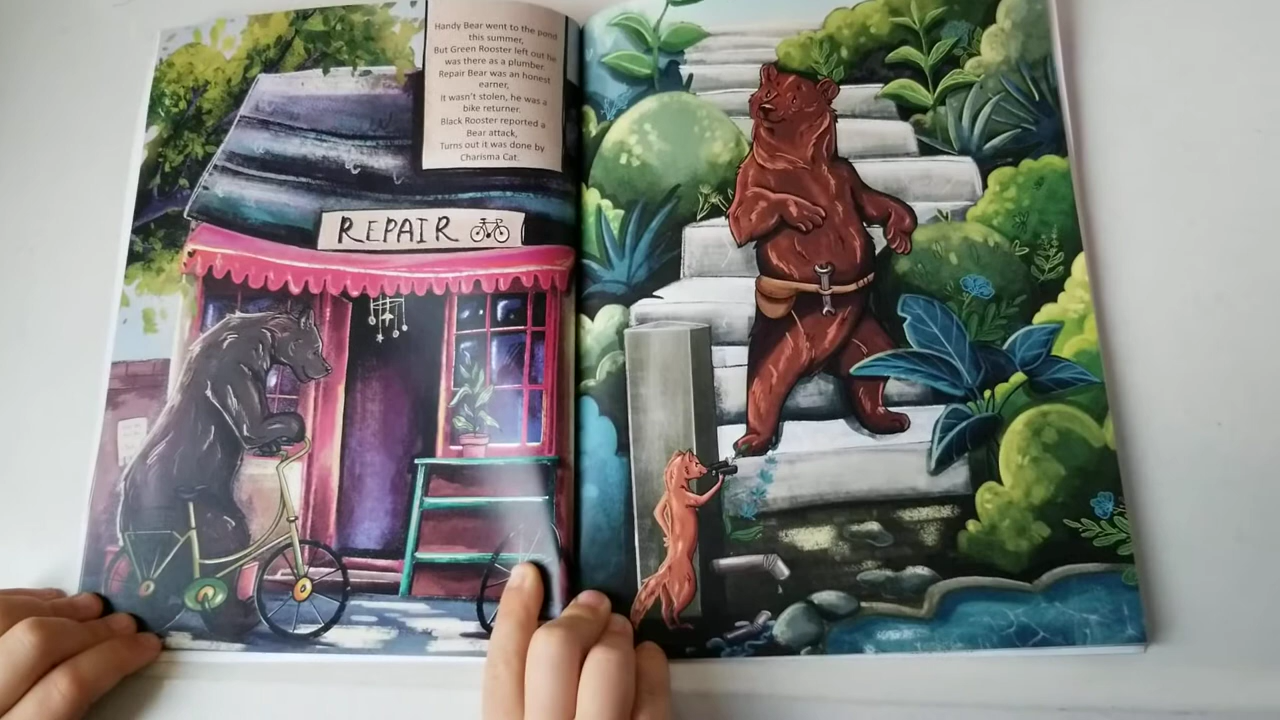 Handy Bear went to the pond
this summer,
But Green Rooster left out he
was there as a plumber.
Repair Bear was an honest
earner,
It wasn't stolen, he was a
bike returner.
Black Rooster reported a
Bear attack,
Turns out it was done by
Charisma Cat.
REPAIR